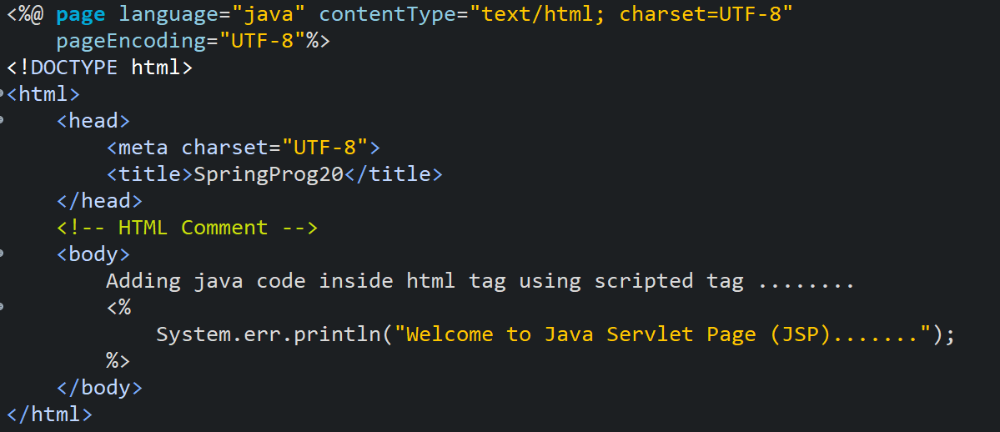 <%@ page language="java" contentType="text/html; charset=UTF-8"
    pageEncoding="UTF-8"%>
<!DOCTYPE html>
<html>
    <head>
        <meta charset="UTF-8">
        <title>SpringProg20</title>
    </head>
    <!-- HTML Comment -->
    <body>
        Adding java code inside html tag using scripted tag ........
        <%
            System.err.println("Welcome to Java Servlet Page (JSP).......");
        %>
    </body>
</html>